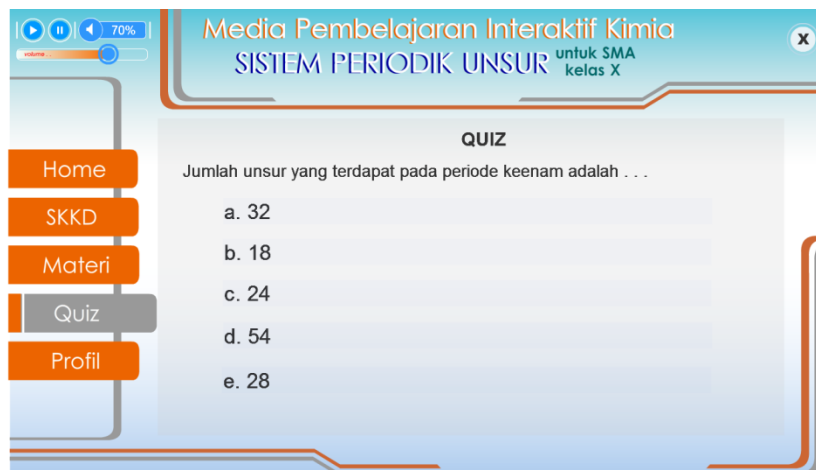 70%
volume . .
Media Pembelajaran Interaktif Kimia
SISTEM PERIODIK UNSUR untuk SMA
kelas X
X
QUIZ
Jumlah unsur yang terdapat pada periode keenam adalah . . .
a. 32
b. 18
c. 24
d. 54
e. 28
Home
SKKD
Materi
Quiz
Profil